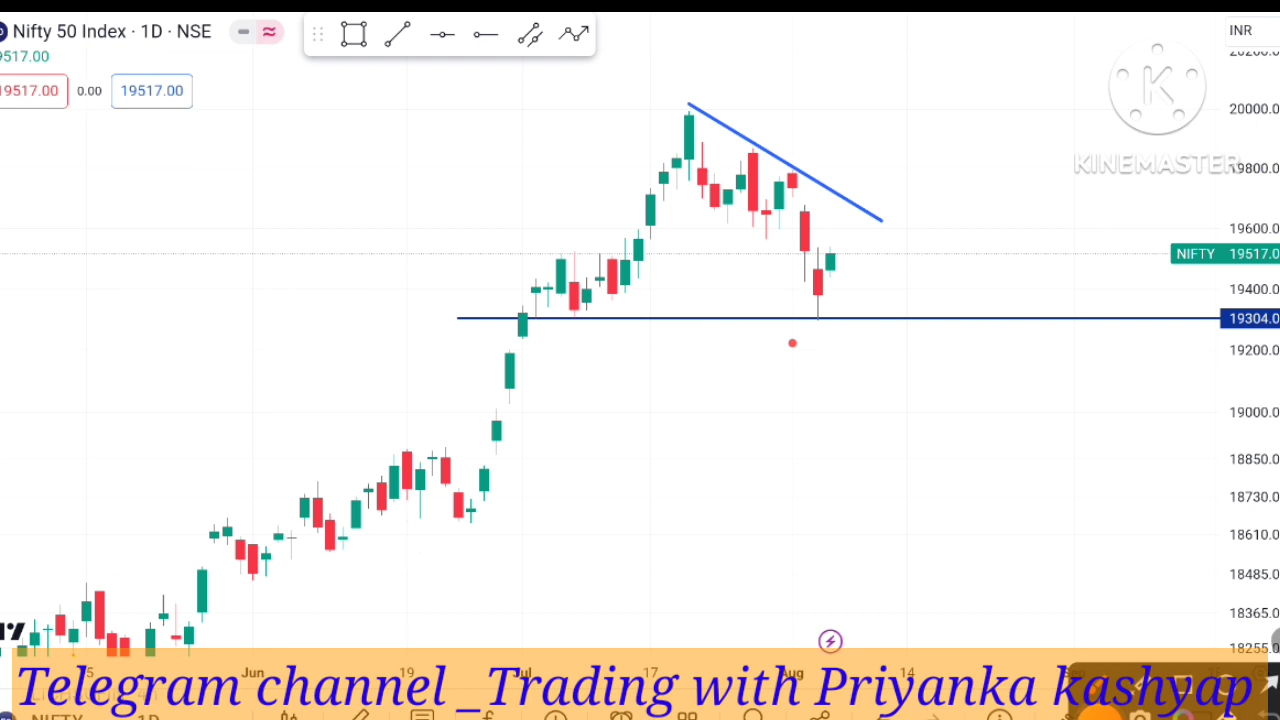 Nifty 50 Index · 1D · NSE
INR
9517.00
19517.00 0.00 19517.00
20000.0
KINEMASTER
19800.0
19600.0
NIFTY 19517.0
19400.0
19304.0
19200.0
19000.0
18850.0
18730.0
18610.0
18485.0
18365.0
18255.0
Jun 19 Jul 17 Aug 14
Telegram channel _Trading with Priyanka kashyap